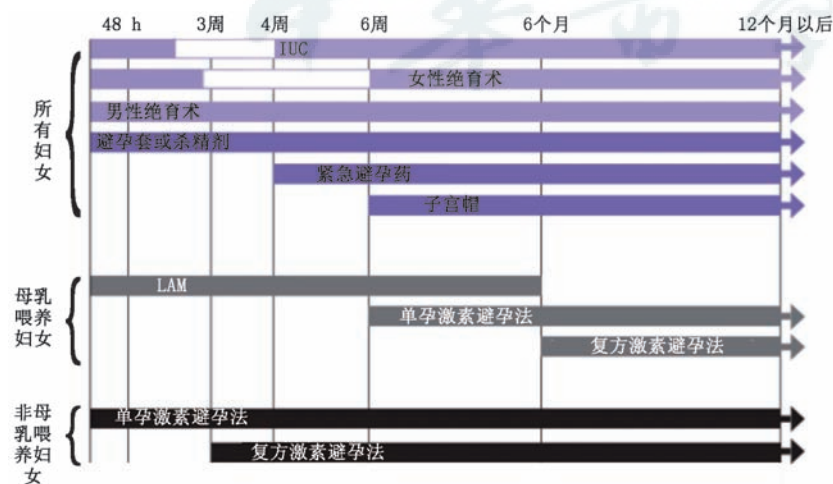 48 h 3周 4周 6周 6个月 12个月以后
IUC
女性绝育术
男性绝育术
避孕套或杀精剂
紧急避孕药
子宫帽
所有妇女
LAM
单孕激素避孕法
复方激素避孕法
母乳
喂养
妇女
单孕激素避孕法
复方激素避孕法
非母
乳喂
养妇
女